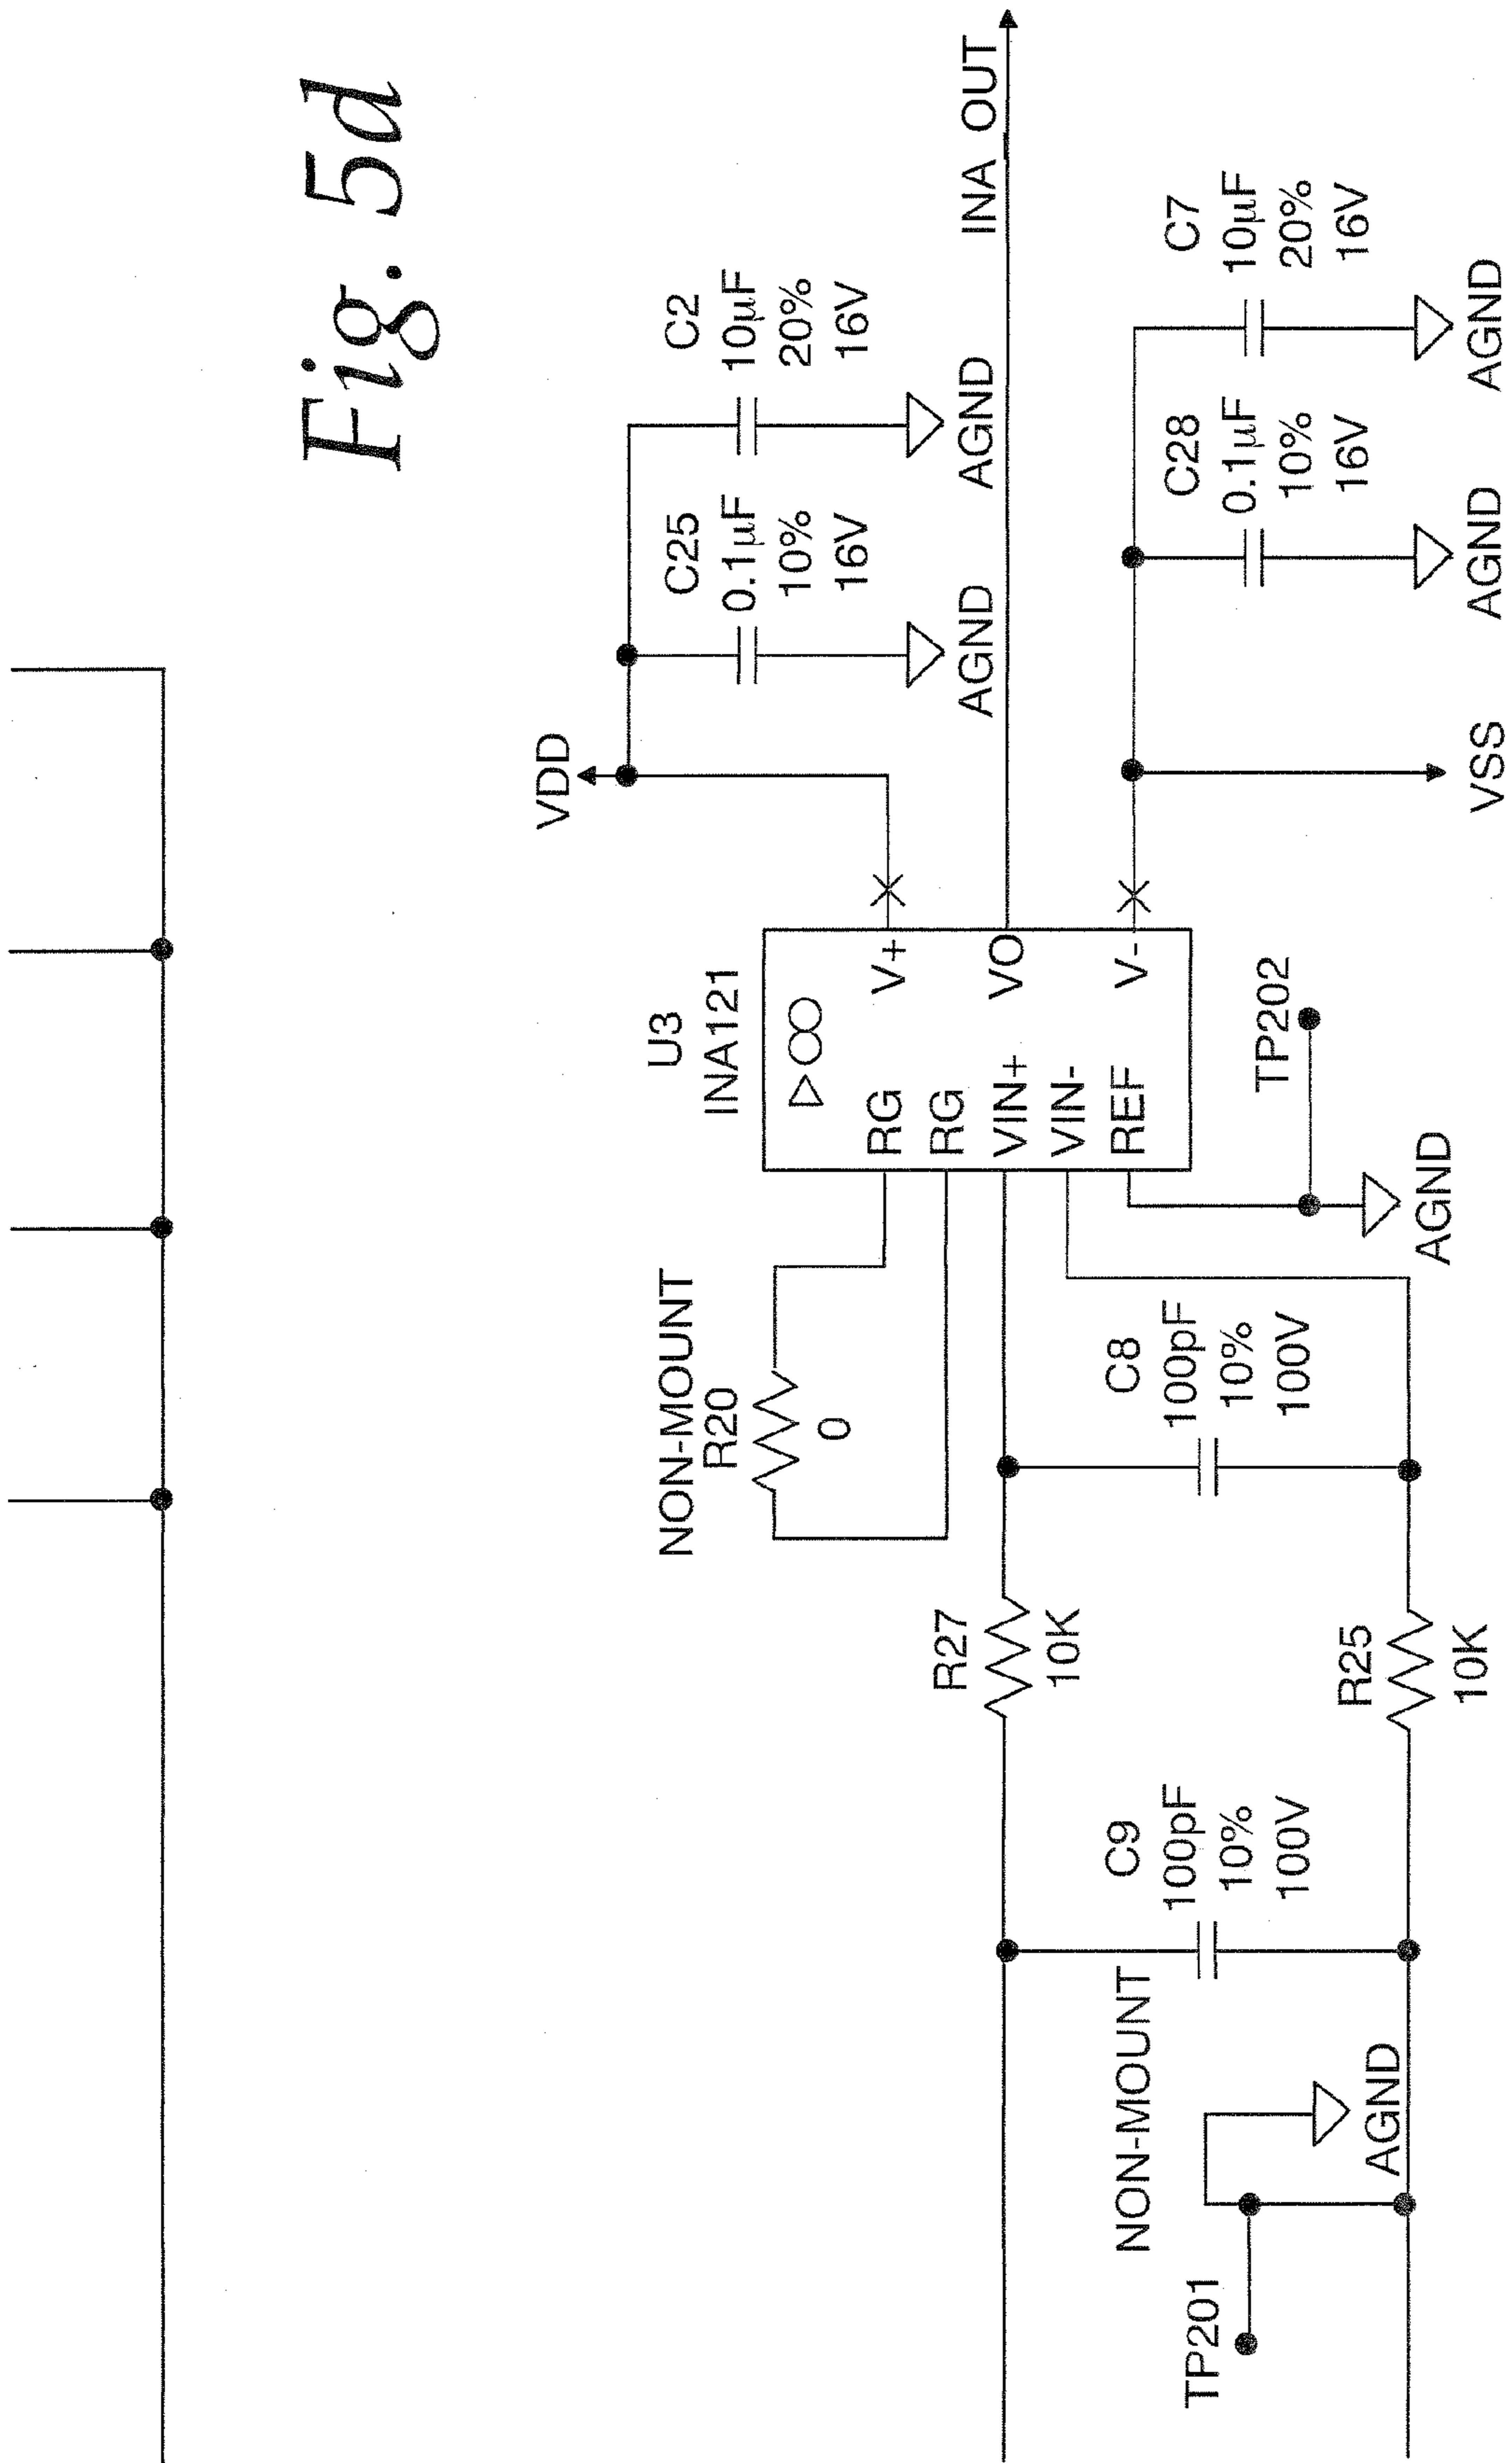 Fig. 5d
VDD
C25
0.1µF
10%
16V
AGND
C2
10µF
20%
16V
AGND
INA_OUT
U3
INA121
RG
RG
VIN+
VIN-
REF
V+
VO
V-
NON-MOUNT
R20
0
R27
10K
C8
100pF
10%
100V
C9
100pF
10%
100V
NON-MOUNT
R25
10K
TP201
AGND
TP202
AGND
VSS
C28
0.1µF
10%
16V
AGND
C7
10µF
20%
16V
AGND